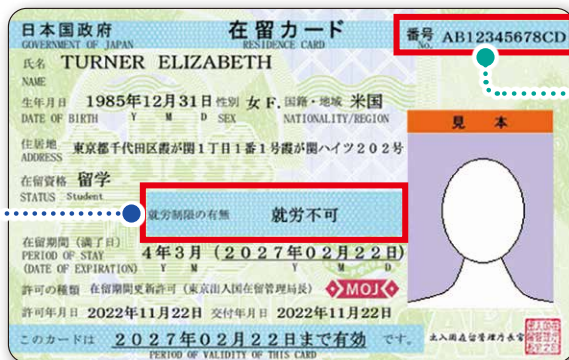 日本国政府 在留カード 番号 AB12345678CD
GOVERNMENT OF JAPAN RESIDENCE CARD No.
氏名 TURNER ELIZABETH
NAME
生年月日 1985年12月31日 性別 女 F. 国籍・地域 米国
DATE OF BIRTH Y M D SEX NATIONALITY/REGION
見本
住居地 東京都千代田区霞が関1丁目1番1号霞が関ハイツ202号
ADDRESS
在留資格 留学
STATUS Student
就労制限の有無 就労不可
在留期間(満了日) 4年3月(2027年02月22日)
PERIOD OF STAY Y M Y M D
(DATE OF EXPIRATION)
許可の種類 在留期間更新許可(東京出入国在留管理局長) MOJ
許可年月日 2022年11月22日 交付年月日 2022年11月22日
このカードは 2027年02月22日まで有効 です。
PERIOD OF VALIDITY OF THIS CARD
出入国在留管理庁長官